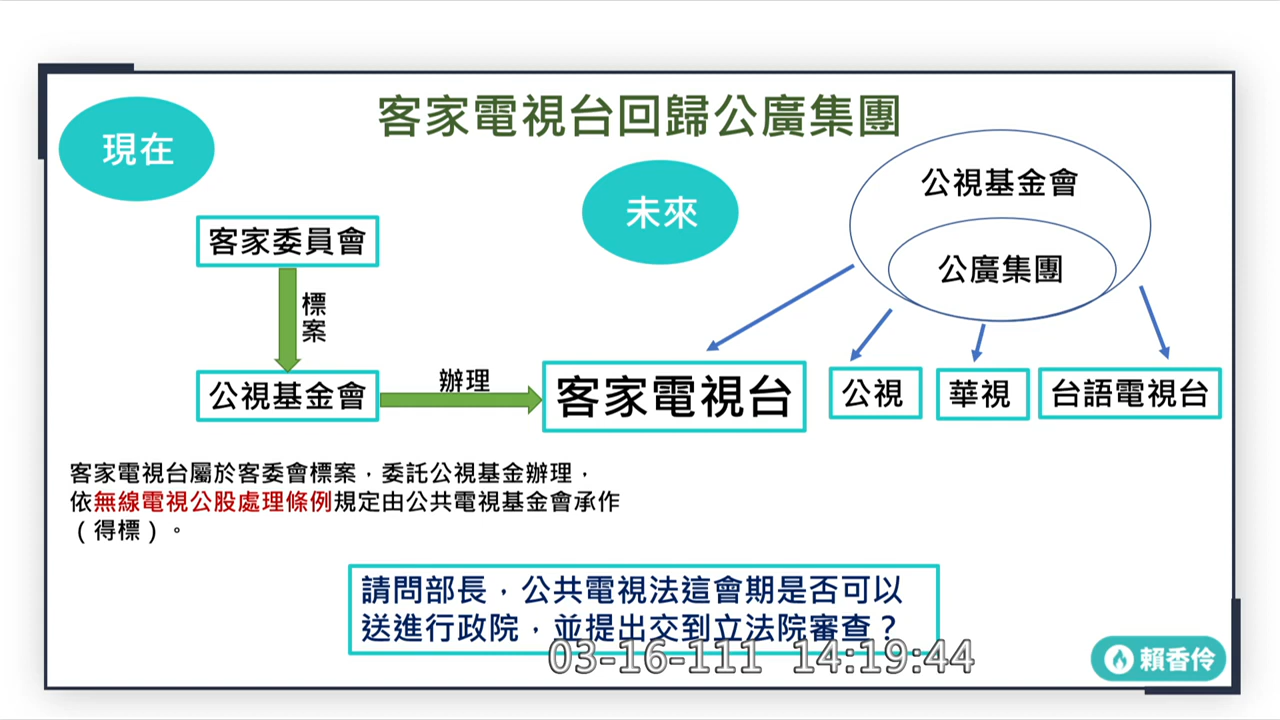 客家電視台回歸公廣集團
現在
未來
公視基金會
公廣集團
客家委員會
標
案
公視基金會
辦理
客家電視台
公視
華視
台語電視台
客家電視台屬於客委會標案，委託公視基金辦理，
依無線電視公股處理條例規定由公共電視基金會承作
（得標）。
請問部長，公共電視法這會期是否可以
送進行政院，並提出交到立法院審查？
03-16-111 14:19:44
賴香伶